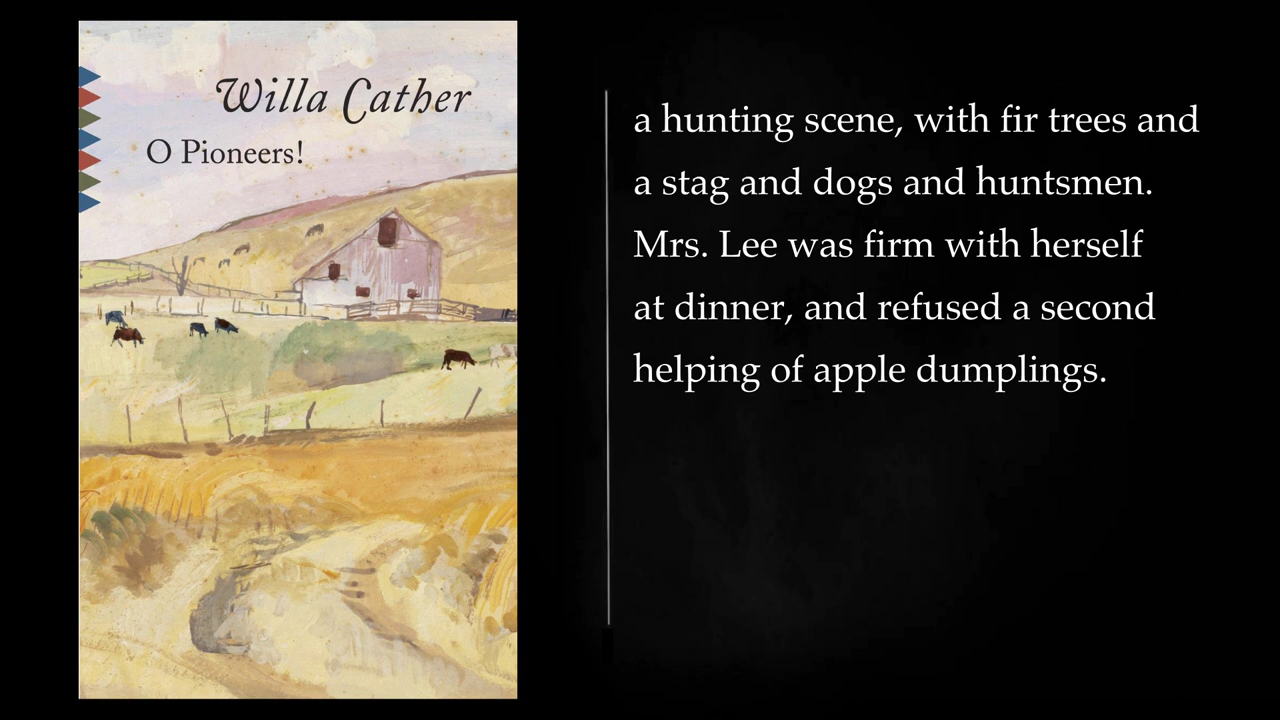 Willa Cather
O Pioneers!
a hunting scene, with fir trees and
a stag and dogs and huntsmen.
Mrs. Lee was firm with herself
at dinner, and refused a second
helping of apple dumplings.